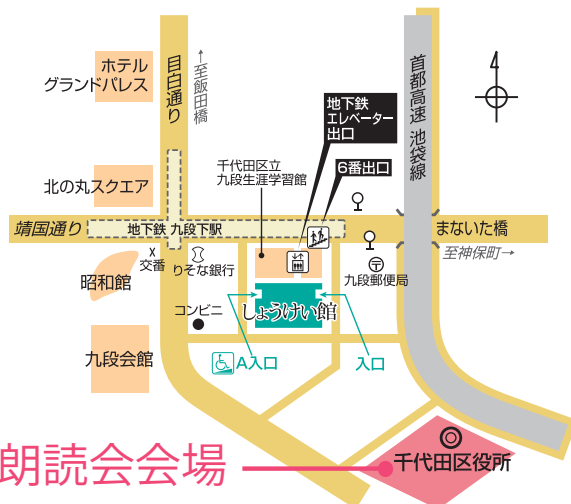 ホテル
グランドパレス
目白通り
←至飯田橋
首都高速 池袋線
4
地下鉄
エレベーター
出口
6番出口
千代田区立
九段生涯学習館
北の丸スクエア
靖国通り
地下鉄 九段下駅
まないた橋
至神保町→
X
交番
りそな銀行
〒
九段郵便局
昭和館
コンビニ
しょうけい館
九段会館
A入口
入口
朗読会会場
千代田区役所